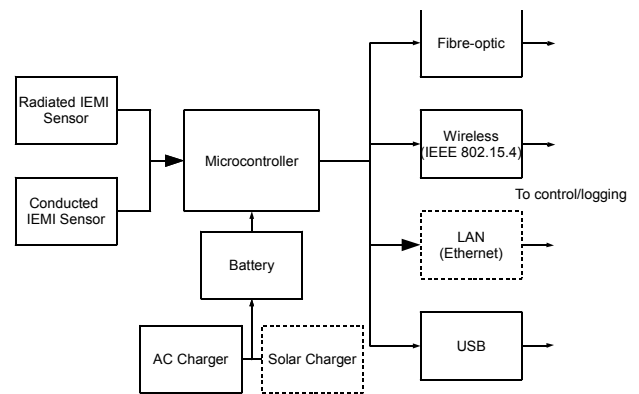 Fibre-optic
Radiated IEMI
Sensor
Microcontroller
Wireless
(IEEE 802.15.4)
To control/logging
Conducted
IEMI Sensor
LAN
(Ethernet)
Battery
AC Charger
Solar Charger
USB